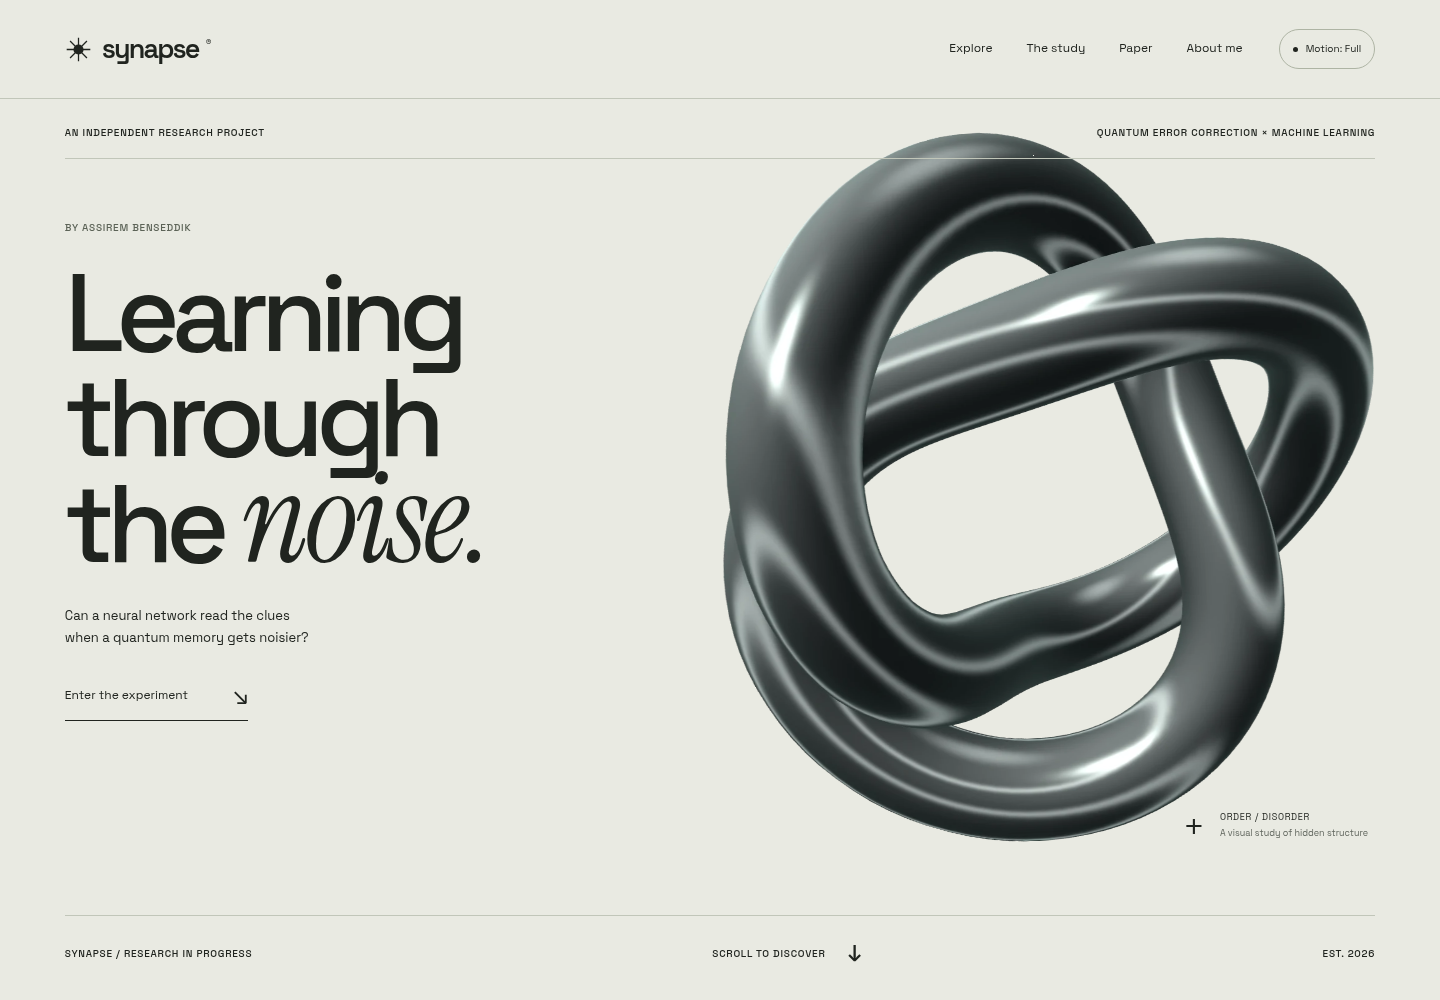 synapse ®
Explore
The study
Paper
About me
Motion: Full
AN INDEPENDENT RESEARCH PROJECT
QUANTUM ERROR CORRECTION × MACHINE LEARNING
BY ASSIREM BENSEDDIK
Learning
through
the noise.
Can a neural network read the clues
when a quantum memory gets noisier?
Enter the experiment
ORDER / DISORDER
A visual study of hidden structure
SYNAPSE / RESEARCH IN PROGRESS
SCROLL TO DISCOVER
EST. 2026